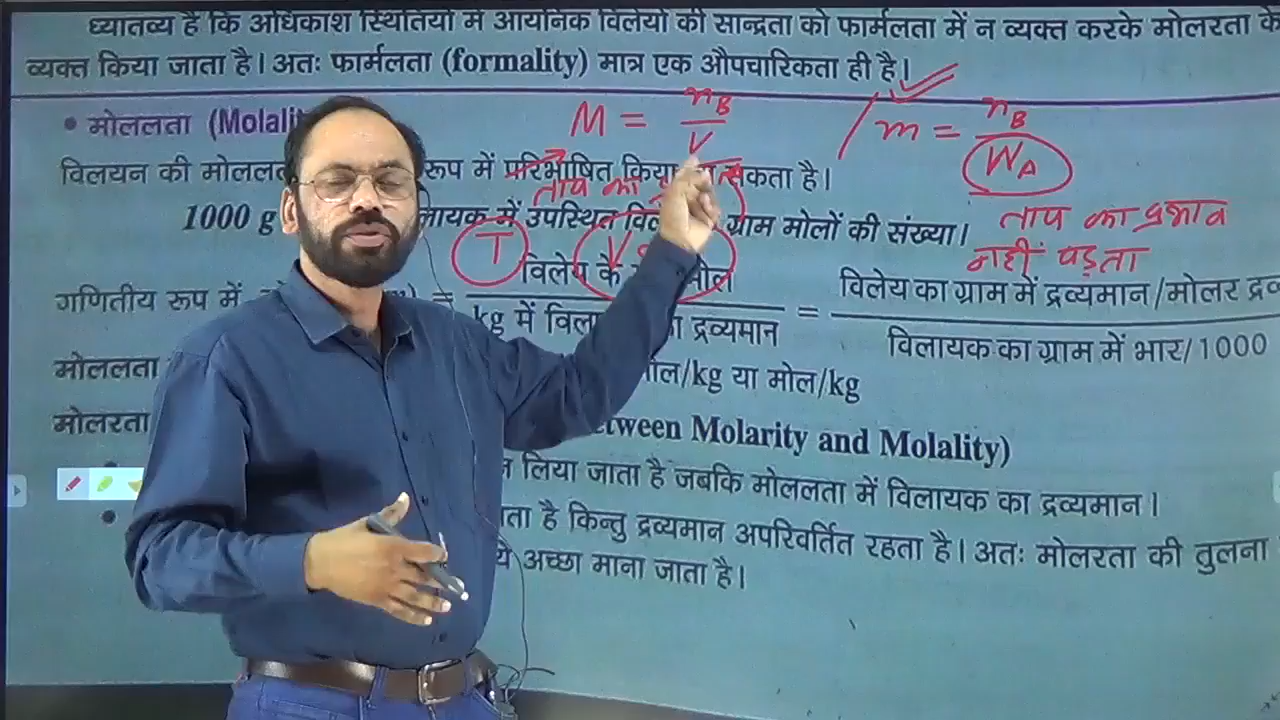 ध्यातव्य है कि अधिकांश स्थितियों में आयनिक विलेयों की सान्द्रता को फार्मलता में न व्यक्त करके मोलरता के
व्यक्त किया जाता है। अतः फार्मलता (formality) मात्र एक औपचारिकता ही है।
• मोललता (Molali
M = nB / V
m = nB / WA
विलयन की मोललत रूप में परिभाषित किया सकता है।
ताप का
1000 g लायक में उपस्थित विले ग्राम मोलों की संख्या।
ताप का प्रभाव
नहीं पड़ता
T V
गणितीय रूप में विलेय के मोल / kg में विला का द्रव्यमान = विलेय का ग्राम में द्रव्यमान/मोलर द्रव / विलायक का ग्राम में भार/1000
मोललता मोल/kg या मोल/kg
मोलरता tween Molarity and Molality)
लिया जाता है जबकि मोललता में विलायक का द्रव्यमान।
ता है किन्तु द्रव्यमान अपरिवर्तित रहता है। अतः मोलरता की तुलना
ये अच्छा माना जाता है।